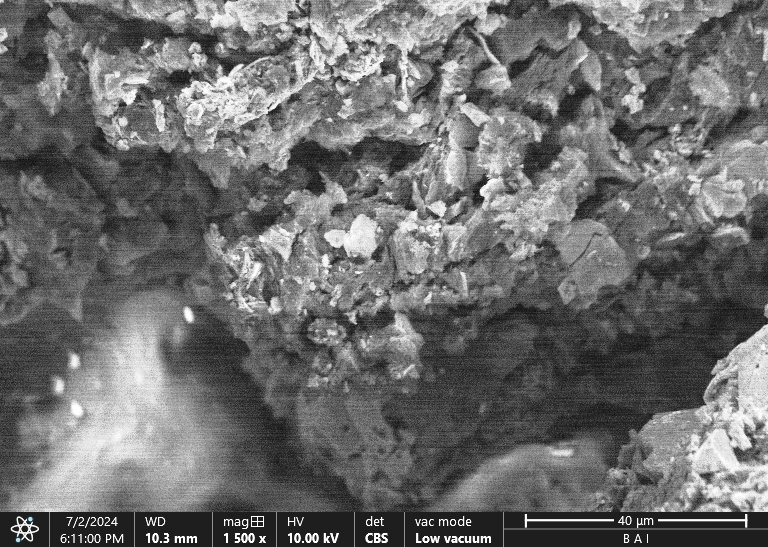 7/2/2024
6:11:00 PM
WD
10.3 mm
mag
1 500 x
HV
10.00 kV
det
CBS
vac mode
Low vacuum
40 µm
B A I